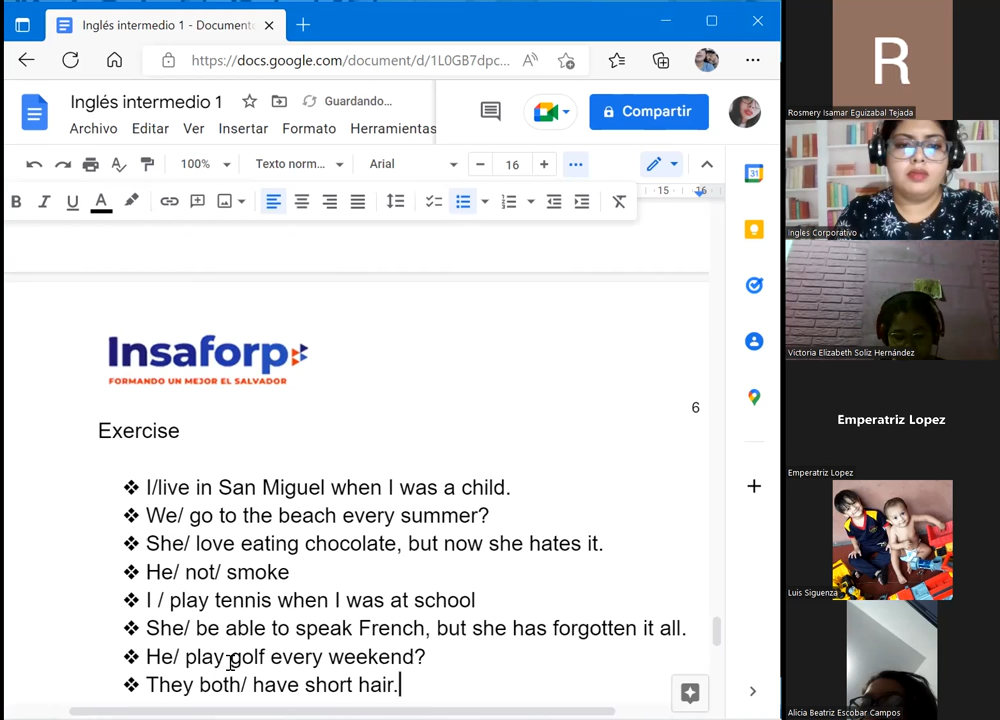 Inglés intermedio 1 - Documento
https://docs.google.com/document/d/1L0GB7dpc...
Inglés intermedio 1
Guardando...
Compartir
Archivo Editar Ver Insertar Formato Herramientas
100% Texto norm... Arial 16
B I U A
15 16
31
Insaforp
FORMANDO UN MEJOR EL SALVADOR
6
Exercise
❖ I/live in San Miguel when I was a child.
❖ We/ go to the beach every summer?
❖ She/ love eating chocolate, but now she hates it.
❖ He/ not/ smoke
❖ I / play tennis when I was at school
❖ She/ be able to speak French, but she has forgotten it all.
❖ He/ play golf every weekend?
❖ They both/ have short hair.
R
Rosmery Isamar Eguizabal Tejada
Ingles Corporativo
Victoria Elizabeth Soliz Hernández
Emperatriz Lopez
Emperatriz Lopez
Luis Siguenza
Alicia Beatriz Escobar Campos